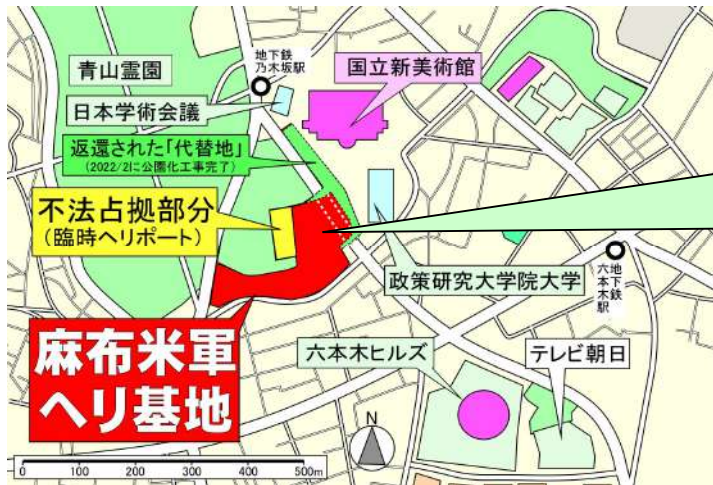 青山霊園
地下鉄
乃木坂駅
国立新美術館
日本学術会議
返還された「代替地」
(2022/2に公園化工事完了)
不法占拠部分
(臨時ヘリポート)
政策研究大学院大学
地下鉄
六本木駅
麻布米軍
ヘリ基地
六本木ヒルズ
テレビ朝日
N
0 100 200 300 400 500m